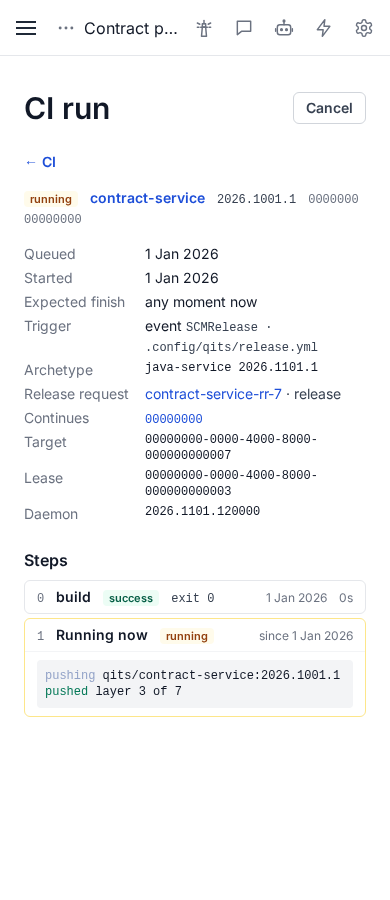 Contract p...
CI run
Cancel
← CI
running contract-service 2026.1001.1 0000000
00000000
Queued 1 Jan 2026
Started 1 Jan 2026
Expected finish any moment now
Trigger event SCMRelease ·
.config/qits/release.yml
Archetype java-service 2026.1101.1
Release request contract-service-rr-7 · release
Continues 00000000
Target 00000000-0000-4000-8000-
000000000007
Lease 00000000-0000-4000-8000-
000000000003
Daemon 2026.1101.120000
Steps
0 build success exit 0 1 Jan 2026 0s
1 Running now running since 1 Jan 2026
pushing qits/contract-service:2026.1001.1
pushed layer 3 of 7